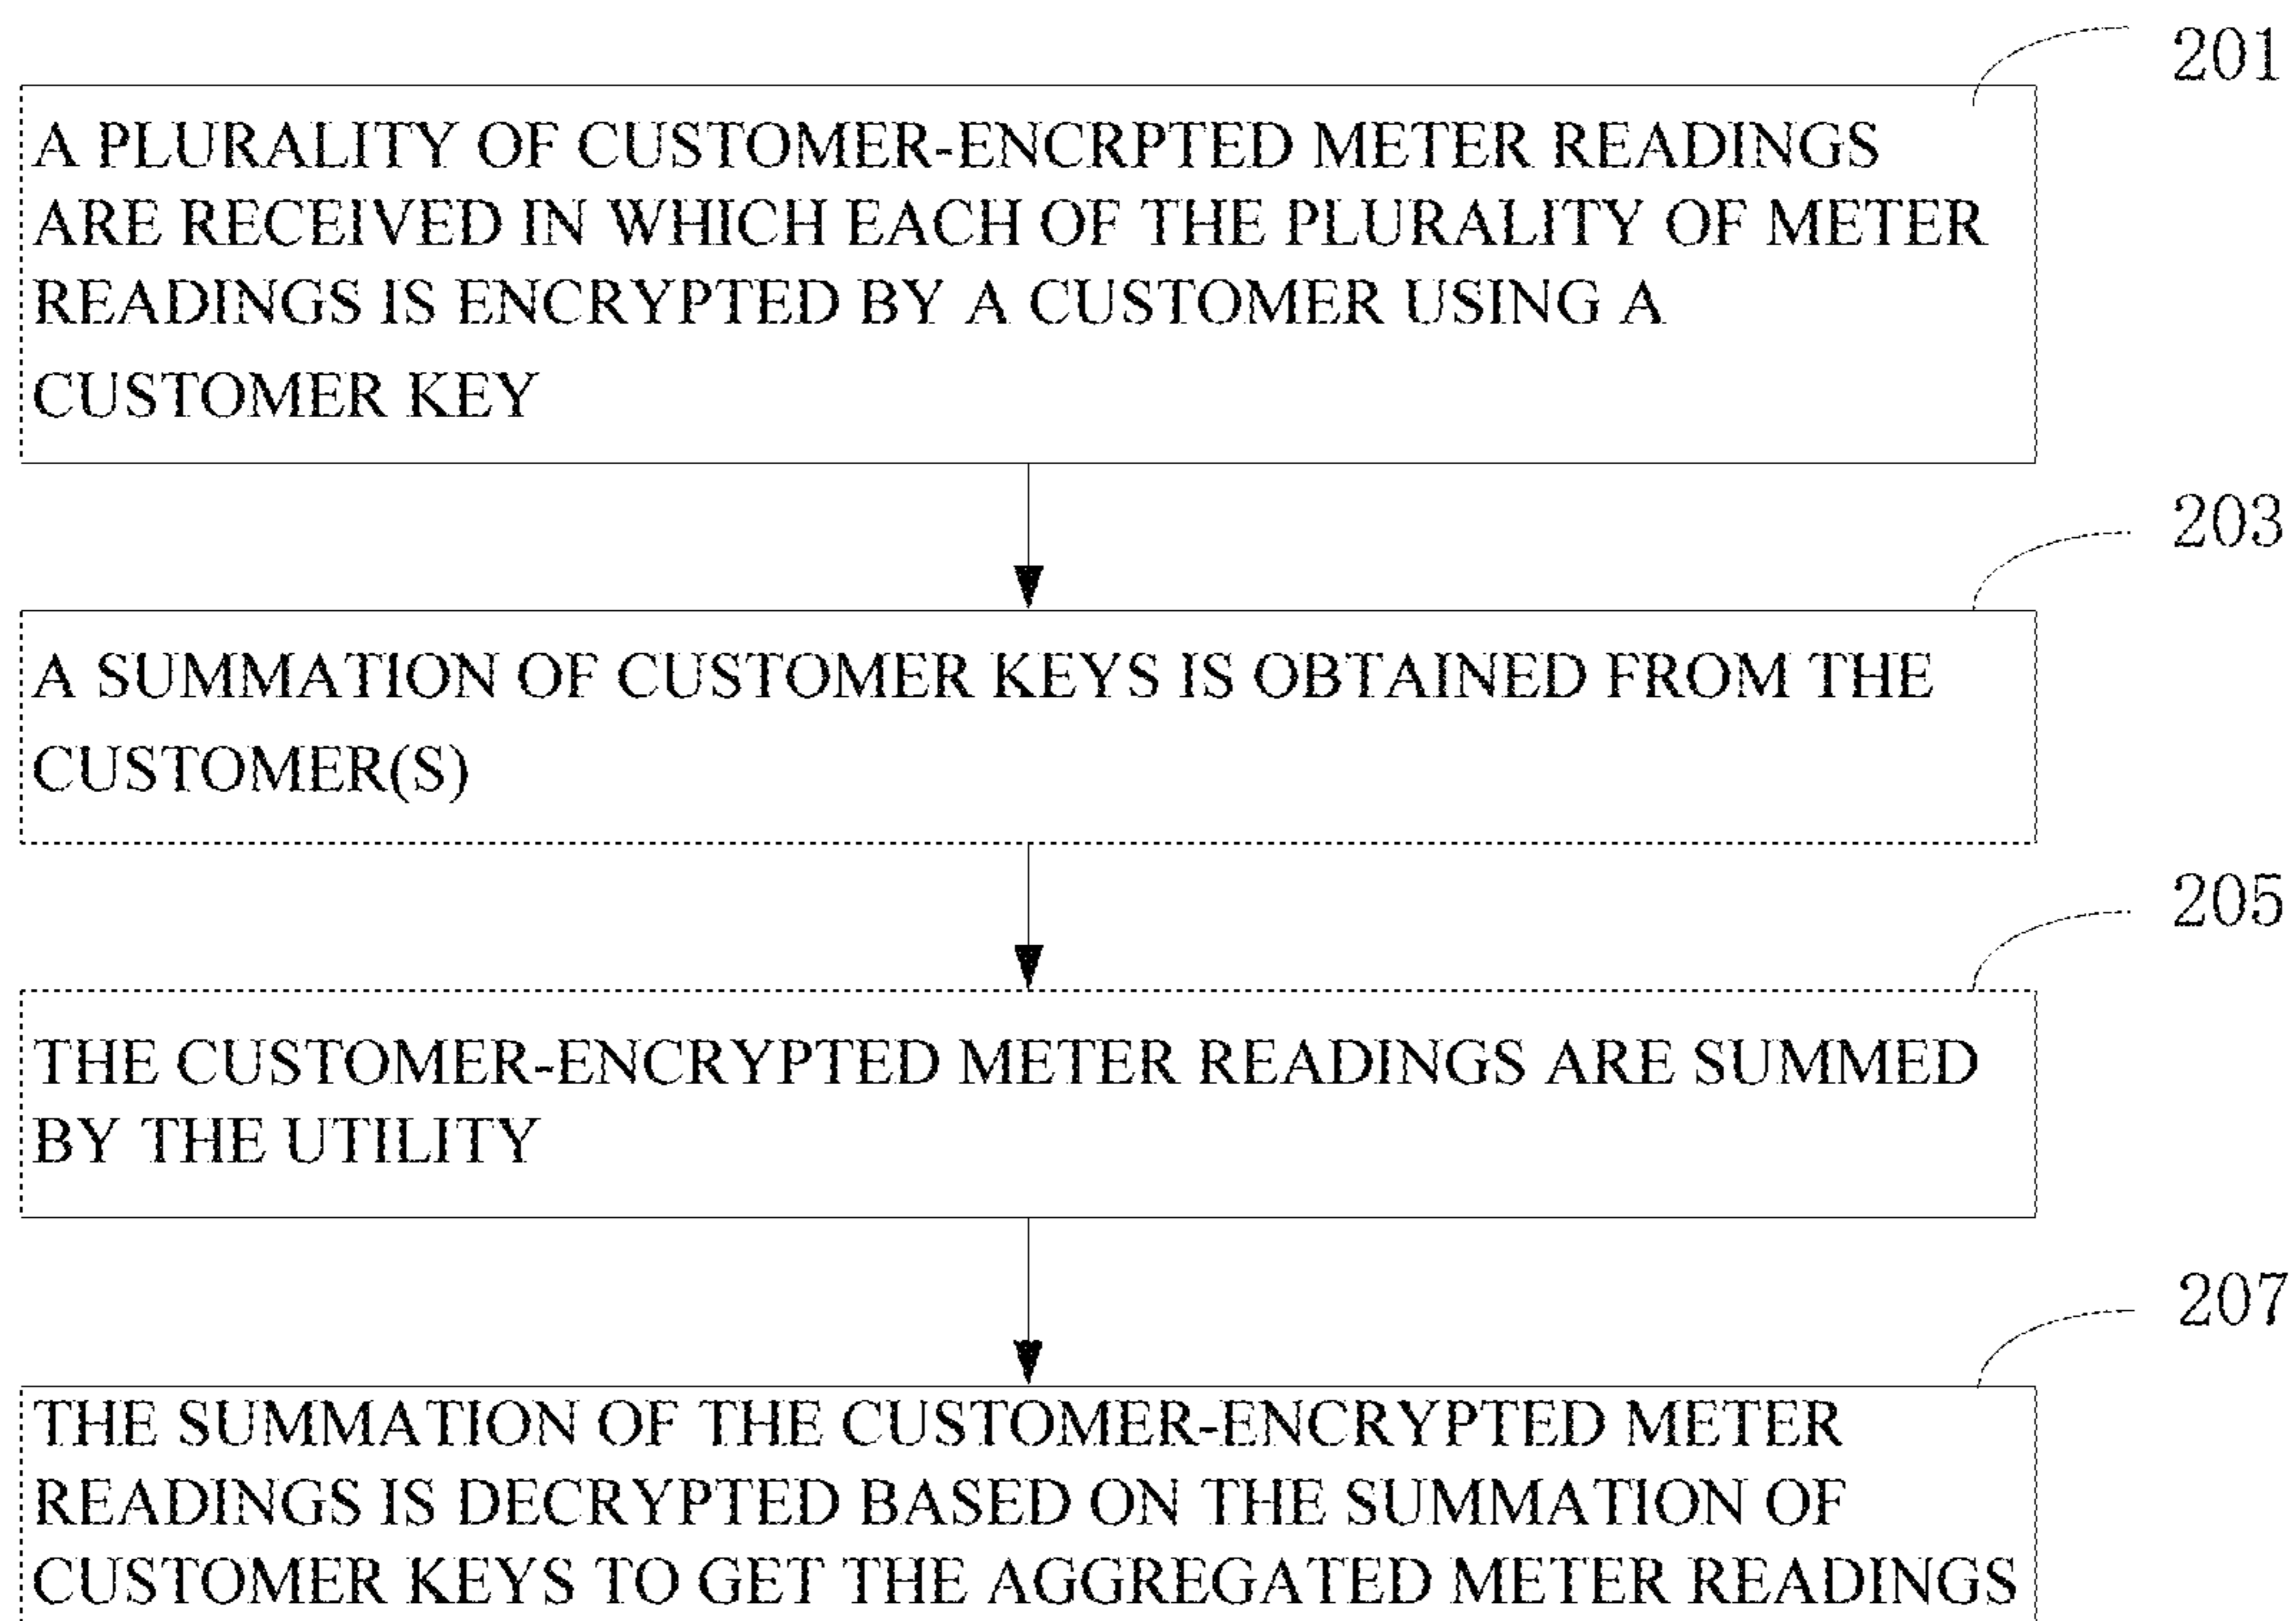 201
A PLURALITY OF CUSTOMER-ENCRPTED METER READINGS
ARE RECEIVED IN WHICH EACH OF THE PLURALITY OF METER
READINGS IS ENCRYPTED BY A CUSTOMER USING A
CUSTOMER KEY
203
A SUMMATION OF CUSTOMER KEYS IS OBTAINED FROM THE
CUSTOMER(S)
205
THE CUSTOMER-ENCRYPTED METER READINGS ARE SUMMED
BY THE UTILITY
207
THE SUMMATION OF THE CUSTOMER-ENCRYPTED METER
READINGS IS DECRYPTED BASED ON THE SUMMATION OF
CUSTOMER KEYS TO GET THE AGGREGATED METER READINGS